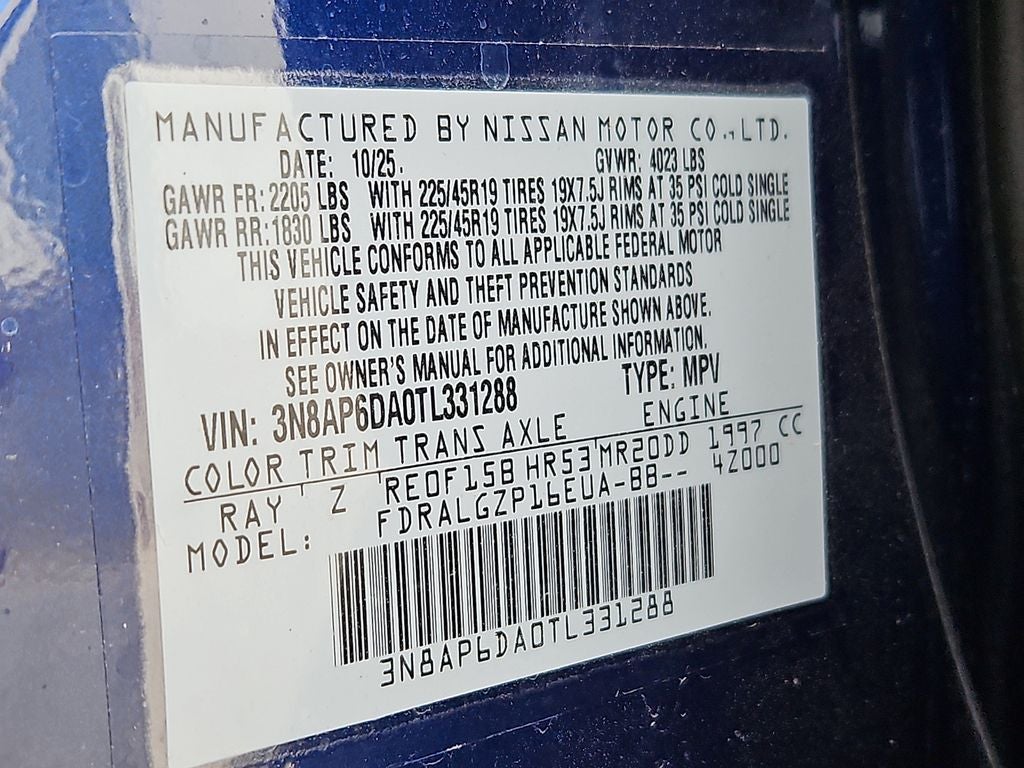 MANUFACTURED BY NISSAN MOTOR CO.,LTD.
DATE: 10/25. GVWR: 4023 LBS
GAWR FR: 2205 LBS WITH 225/45R19 TIRES 19X7.5J RIMS AT 35 PSI COLD SINGLE
GAWR RR: 1830 LBS WITH 225/45R19 TIRES 19X7.5J RIMS AT 35 PSI COLD SINGLE
THIS VEHICLE CONFORMS TO ALL APPLICABLE FEDERAL MOTOR
VEHICLE SAFETY AND THEFT PREVENTION STANDARDS
IN EFFECT ON THE DATE OF MANUFACTURE SHOWN ABOVE.
SEE OWNER'S MANUAL FOR ADDITIONAL INFORMATION.
VIN: 3N8AP6DA0TL331288 TYPE: MPV
COLOR TRIM TRANS AXLE ENGINE
RAY Z RE0F15B HR53 MR20DD 1997 CC
MODEL: FDRALGZP16EUA-BB-- 4Z000
3N8AP6DA0TL331288